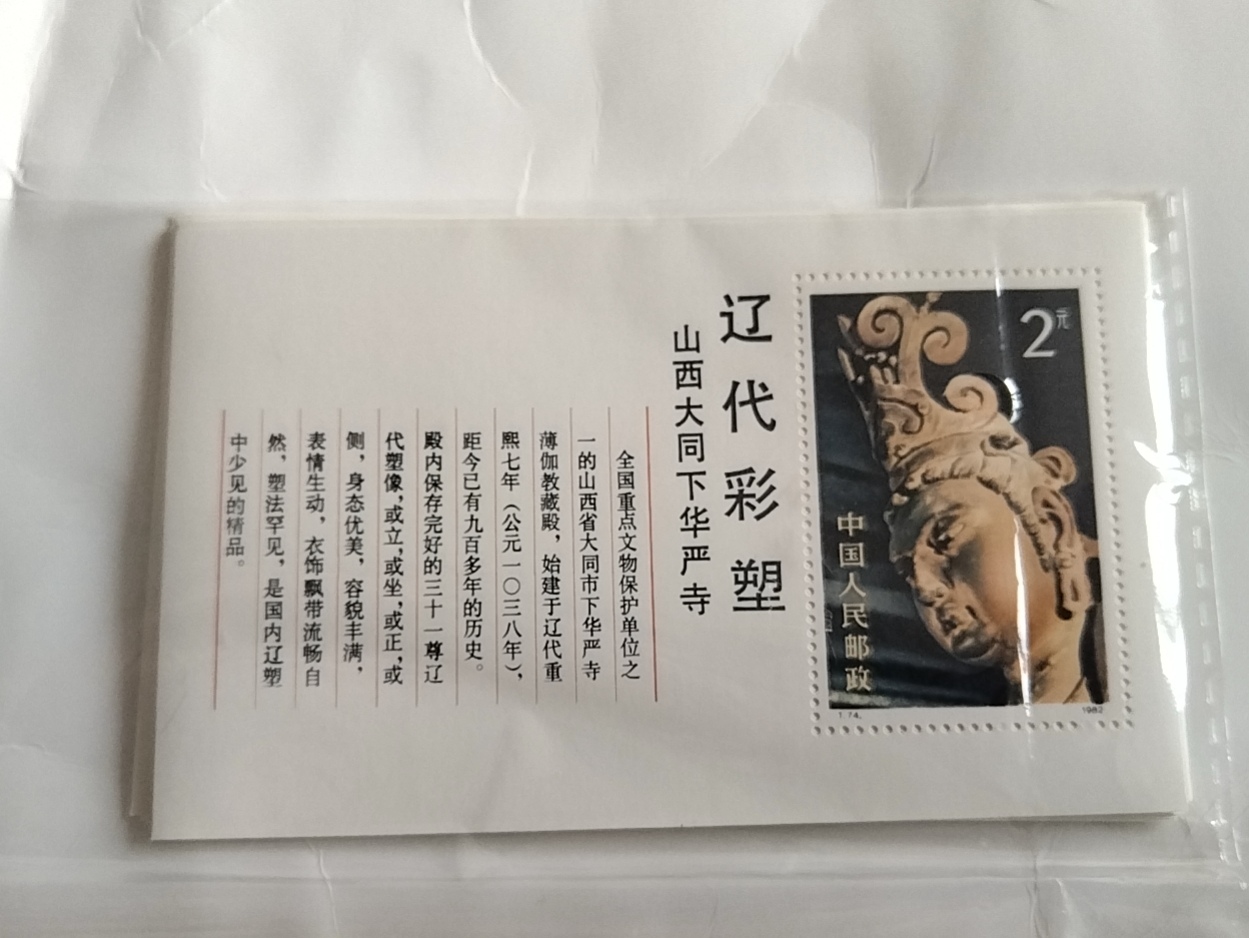 2元
中国人民邮政
T.74.
1982
辽代彩塑
山西大同下华严寺
全国重点文物保护单位之
一的山西省大同市下华严寺
薄伽教藏殿，始建于辽代重
熙七年（公元一〇三八年），
距今已有九百多年的历史。
殿内保存完好的三十一尊辽
代塑像，或立，或坐，或正，或
侧，身态优美，容貌丰满，
表情生动，衣饰飘带流畅自
然，塑法罕见，是国内辽塑
中少见的精品。